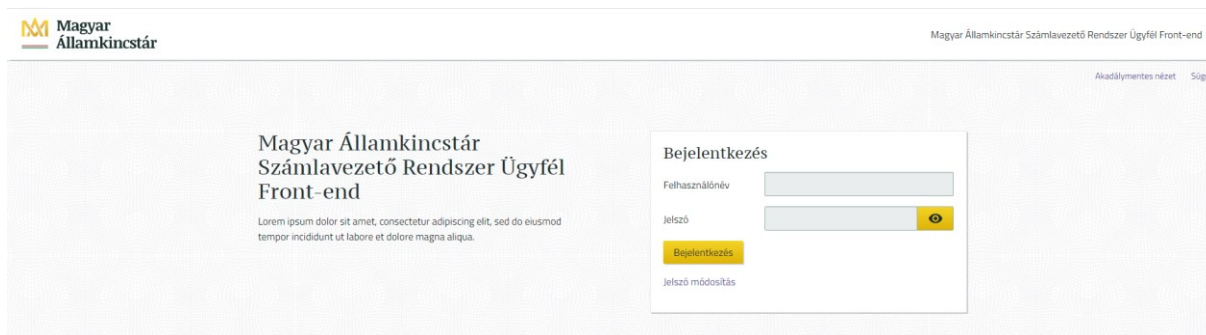 Magyar
Államkincstár
Magyar Államkincstár Számlavezető Rendszer Ügyfél Front-end
Akadálymentes nézet
Magyar Államkincstár
Számlavezető Rendszer Ügyfél
Front-end
Lorem ipsum dolor sit amet, consectetur adipiscing elit, sed do eiusmod
tempor incididunt ut labore et dolore magna aliqua.
Bejelentkezés
Felhasználónév
Jelszó
Bejelentkezés
Jelszó módosítás